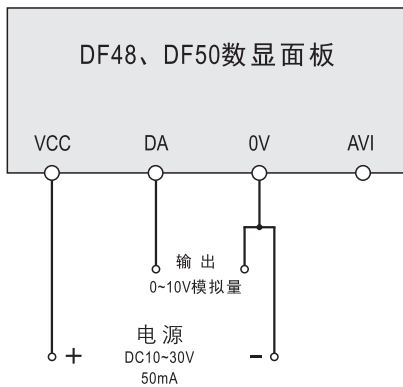 DF48、DF50数显面板
VCC DA 0V AVI
输出
0~10V模拟量
电源
+ DC10~30V −
50mA